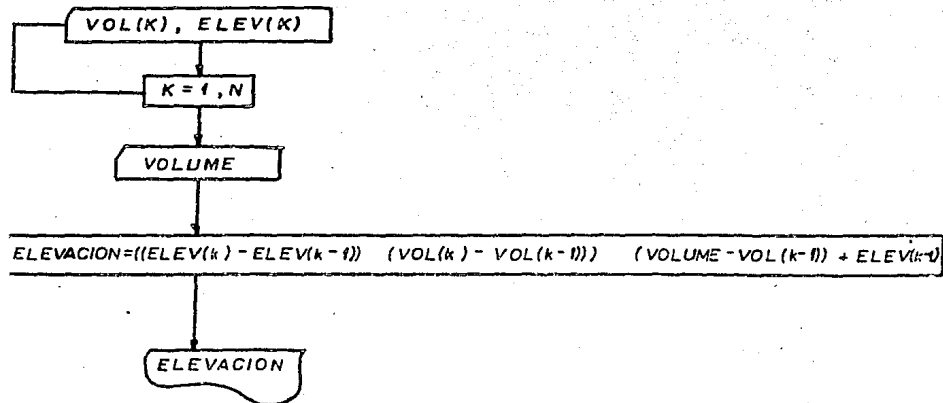 VOL(K), ELEV(K)
K = 1, N
VOLUME
ELEVACION=((ELEV(k) - ELEV(k-1)) (VOL(k) - VOL(k-1))) (VOLUME-VOL(k-1)) + ELEV(k-1)
ELEVACION